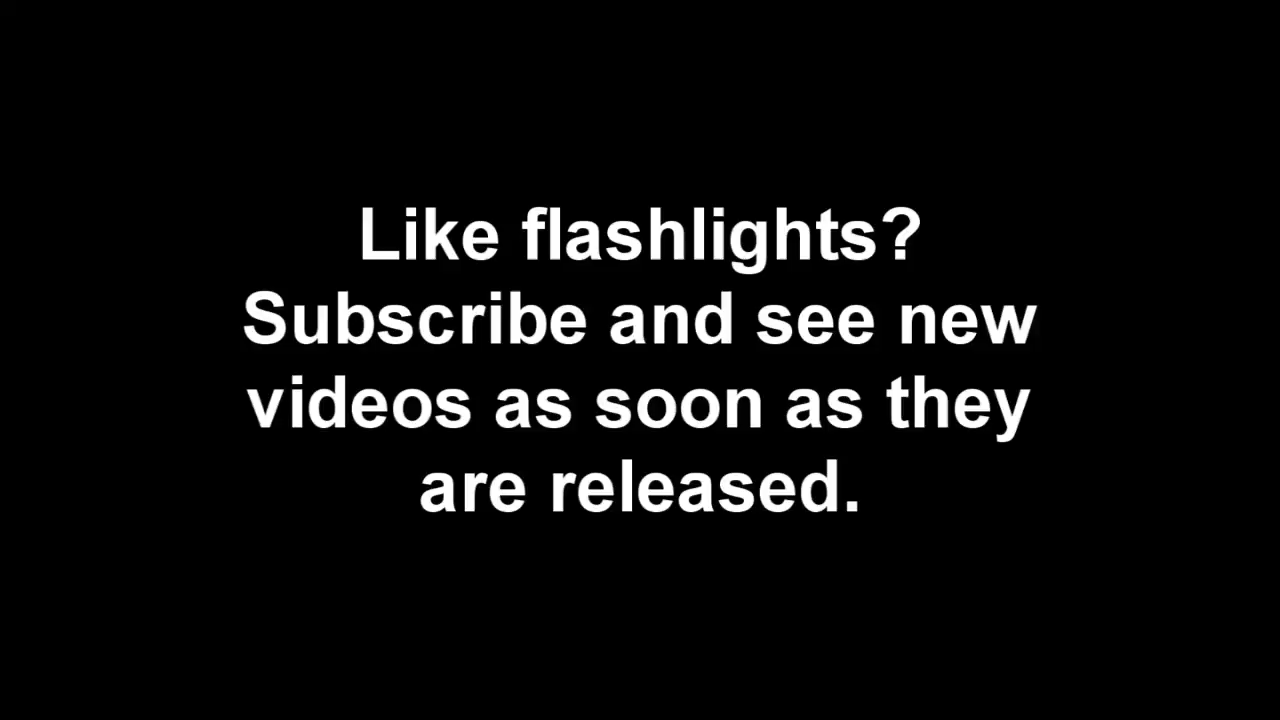 Like flashlights?
Subscribe and see new
videos as soon as they
are released.